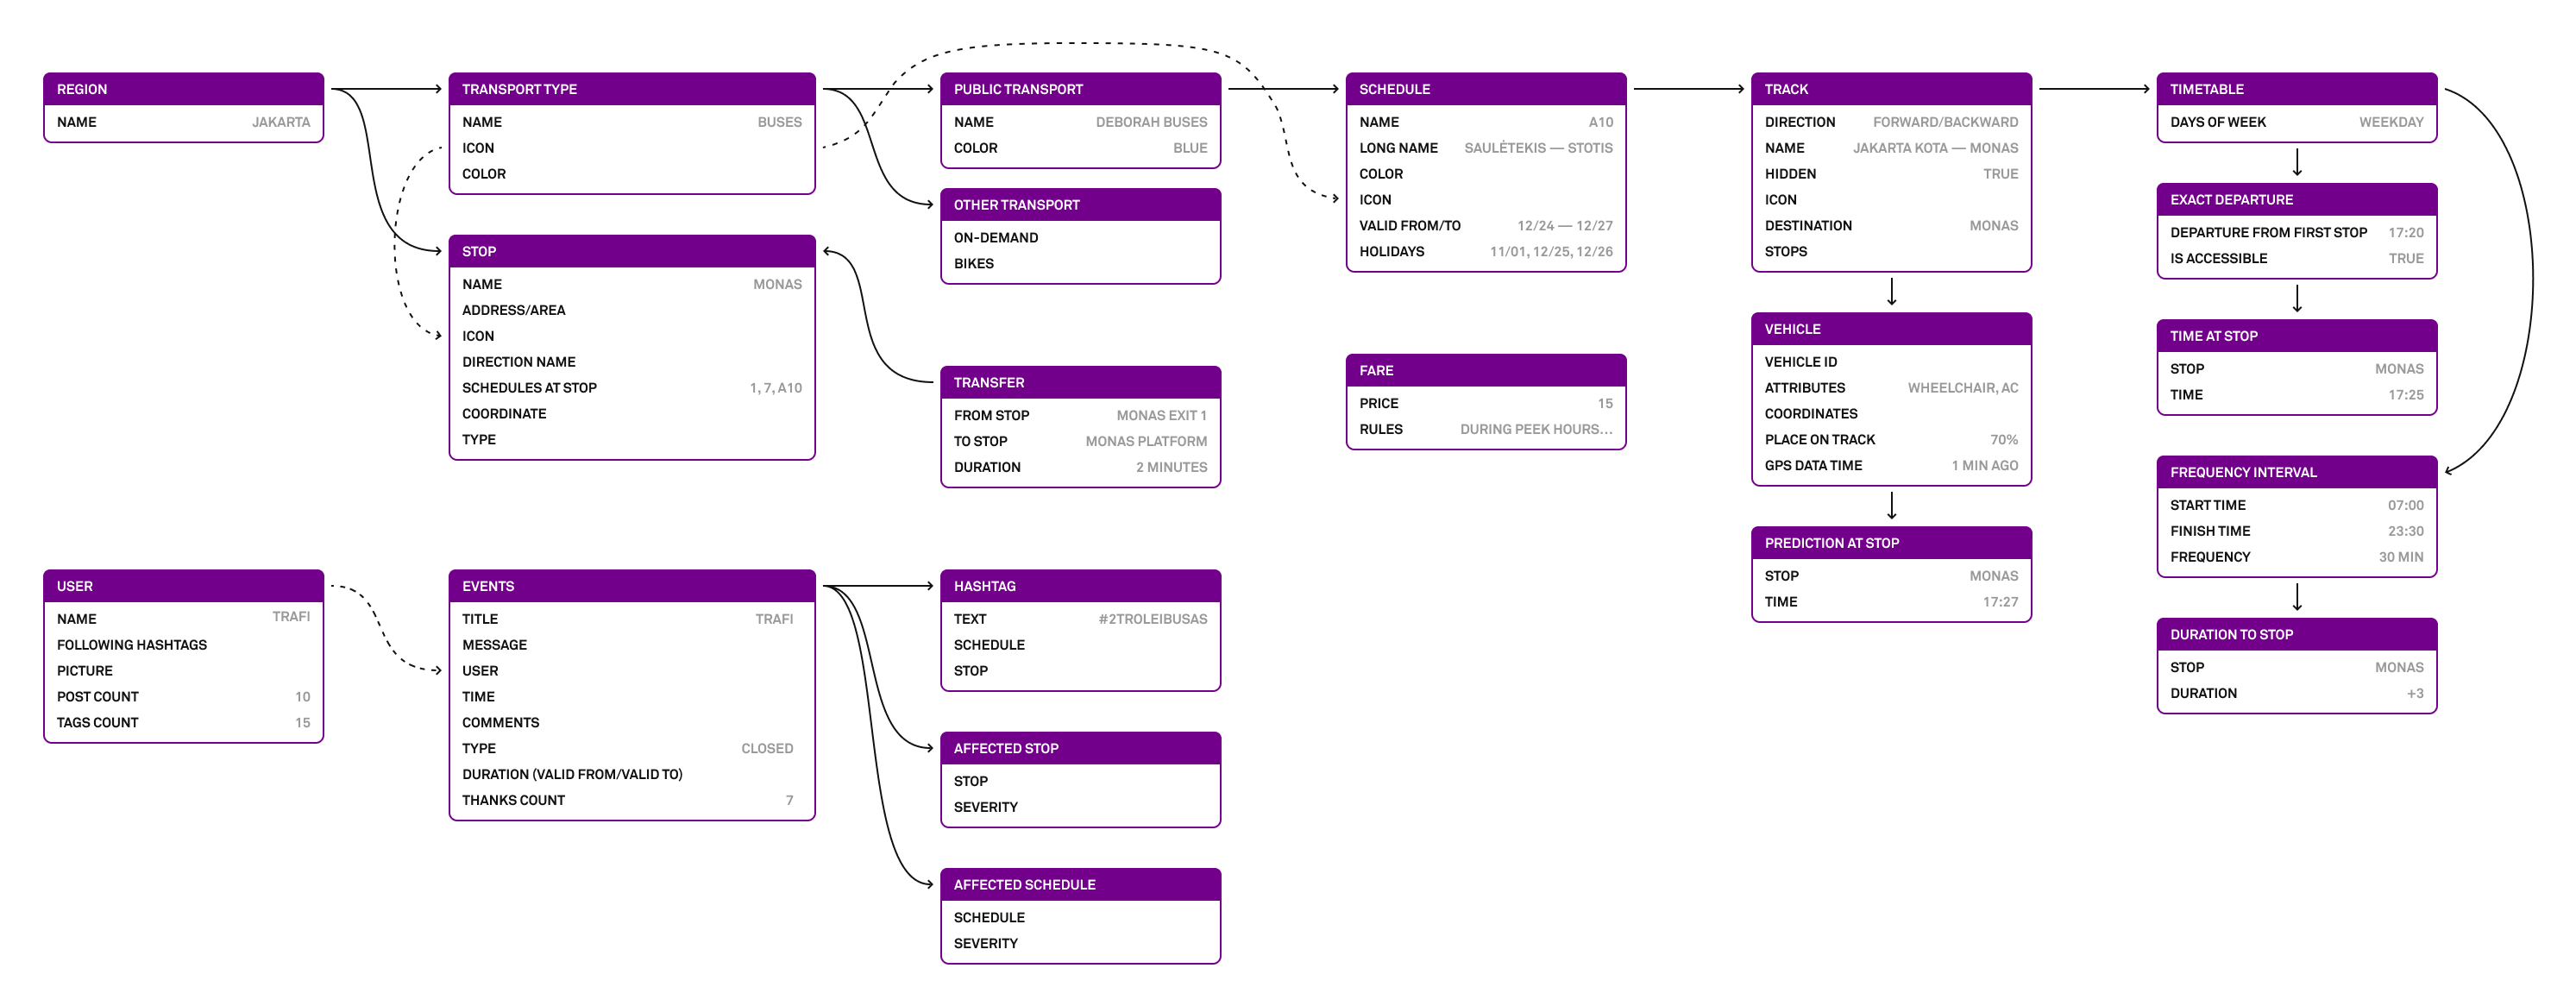 REGION
NAME JAKARTA
TRANSPORT TYPE
NAME BUSES
ICON
COLOR
STOP
NAME MONAS
ADDRESS/AREA
ICON
DIRECTION NAME
SCHEDULES AT STOP 1, 7, A10
COORDINATE
TYPE
PUBLIC TRANSPORT
NAME DEBORAH BUSES
COLOR BLUE
OTHER TRANSPORT
ON-DEMAND
BIKES
TRANSFER
FROM STOP MONAS EXIT 1
TO STOP MONAS PLATFORM
DURATION 2 MINUTES
SCHEDULE
NAME A10
LONG NAME SAULĖTEKIS — STOTIS
COLOR
ICON
VALID FROM/TO 12/24 — 12/27
HOLIDAYS 11/01, 12/25, 12/26
FARE
PRICE 15
RULES DURING PEEK HOURS...
TRACK
DIRECTION FORWARD/BACKWARD
NAME JAKARTA KOTA — MONAS
HIDDEN TRUE
ICON
DESTINATION MONAS
STOPS
VEHICLE
VEHICLE ID
ATTRIBUTES WHEELCHAIR, AC
COORDINATES
PLACE ON TRACK 70%
GPS DATA TIME 1 MIN AGO
PREDICTION AT STOP
STOP MONAS
TIME 17:27
TIMETABLE
DAYS OF WEEK WEEKDAY
EXACT DEPARTURE
DEPARTURE FROM FIRST STOP 17:20
IS ACCESSIBLE TRUE
TIME AT STOP
STOP MONAS
TIME 17:25
FREQUENCY INTERVAL
START TIME 07:00
FINISH TIME 23:30
FREQUENCY 30 MIN
DURATION TO STOP
STOP MONAS
DURATION +3
USER
NAME TRAFI
FOLLOWING HASHTAGS
PICTURE
POST COUNT 10
TAGS COUNT 15
EVENTS
TITLE TRAFI
MESSAGE
USER
TIME
COMMENTS
TYPE CLOSED
DURATION (VALID FROM/VALID TO)
THANKS COUNT 7
HASHTAG
TEXT #2TROLEIBUSAS
SCHEDULE
STOP
AFFECTED STOP
STOP
SEVERITY
AFFECTED SCHEDULE
SCHEDULE
SEVERITY